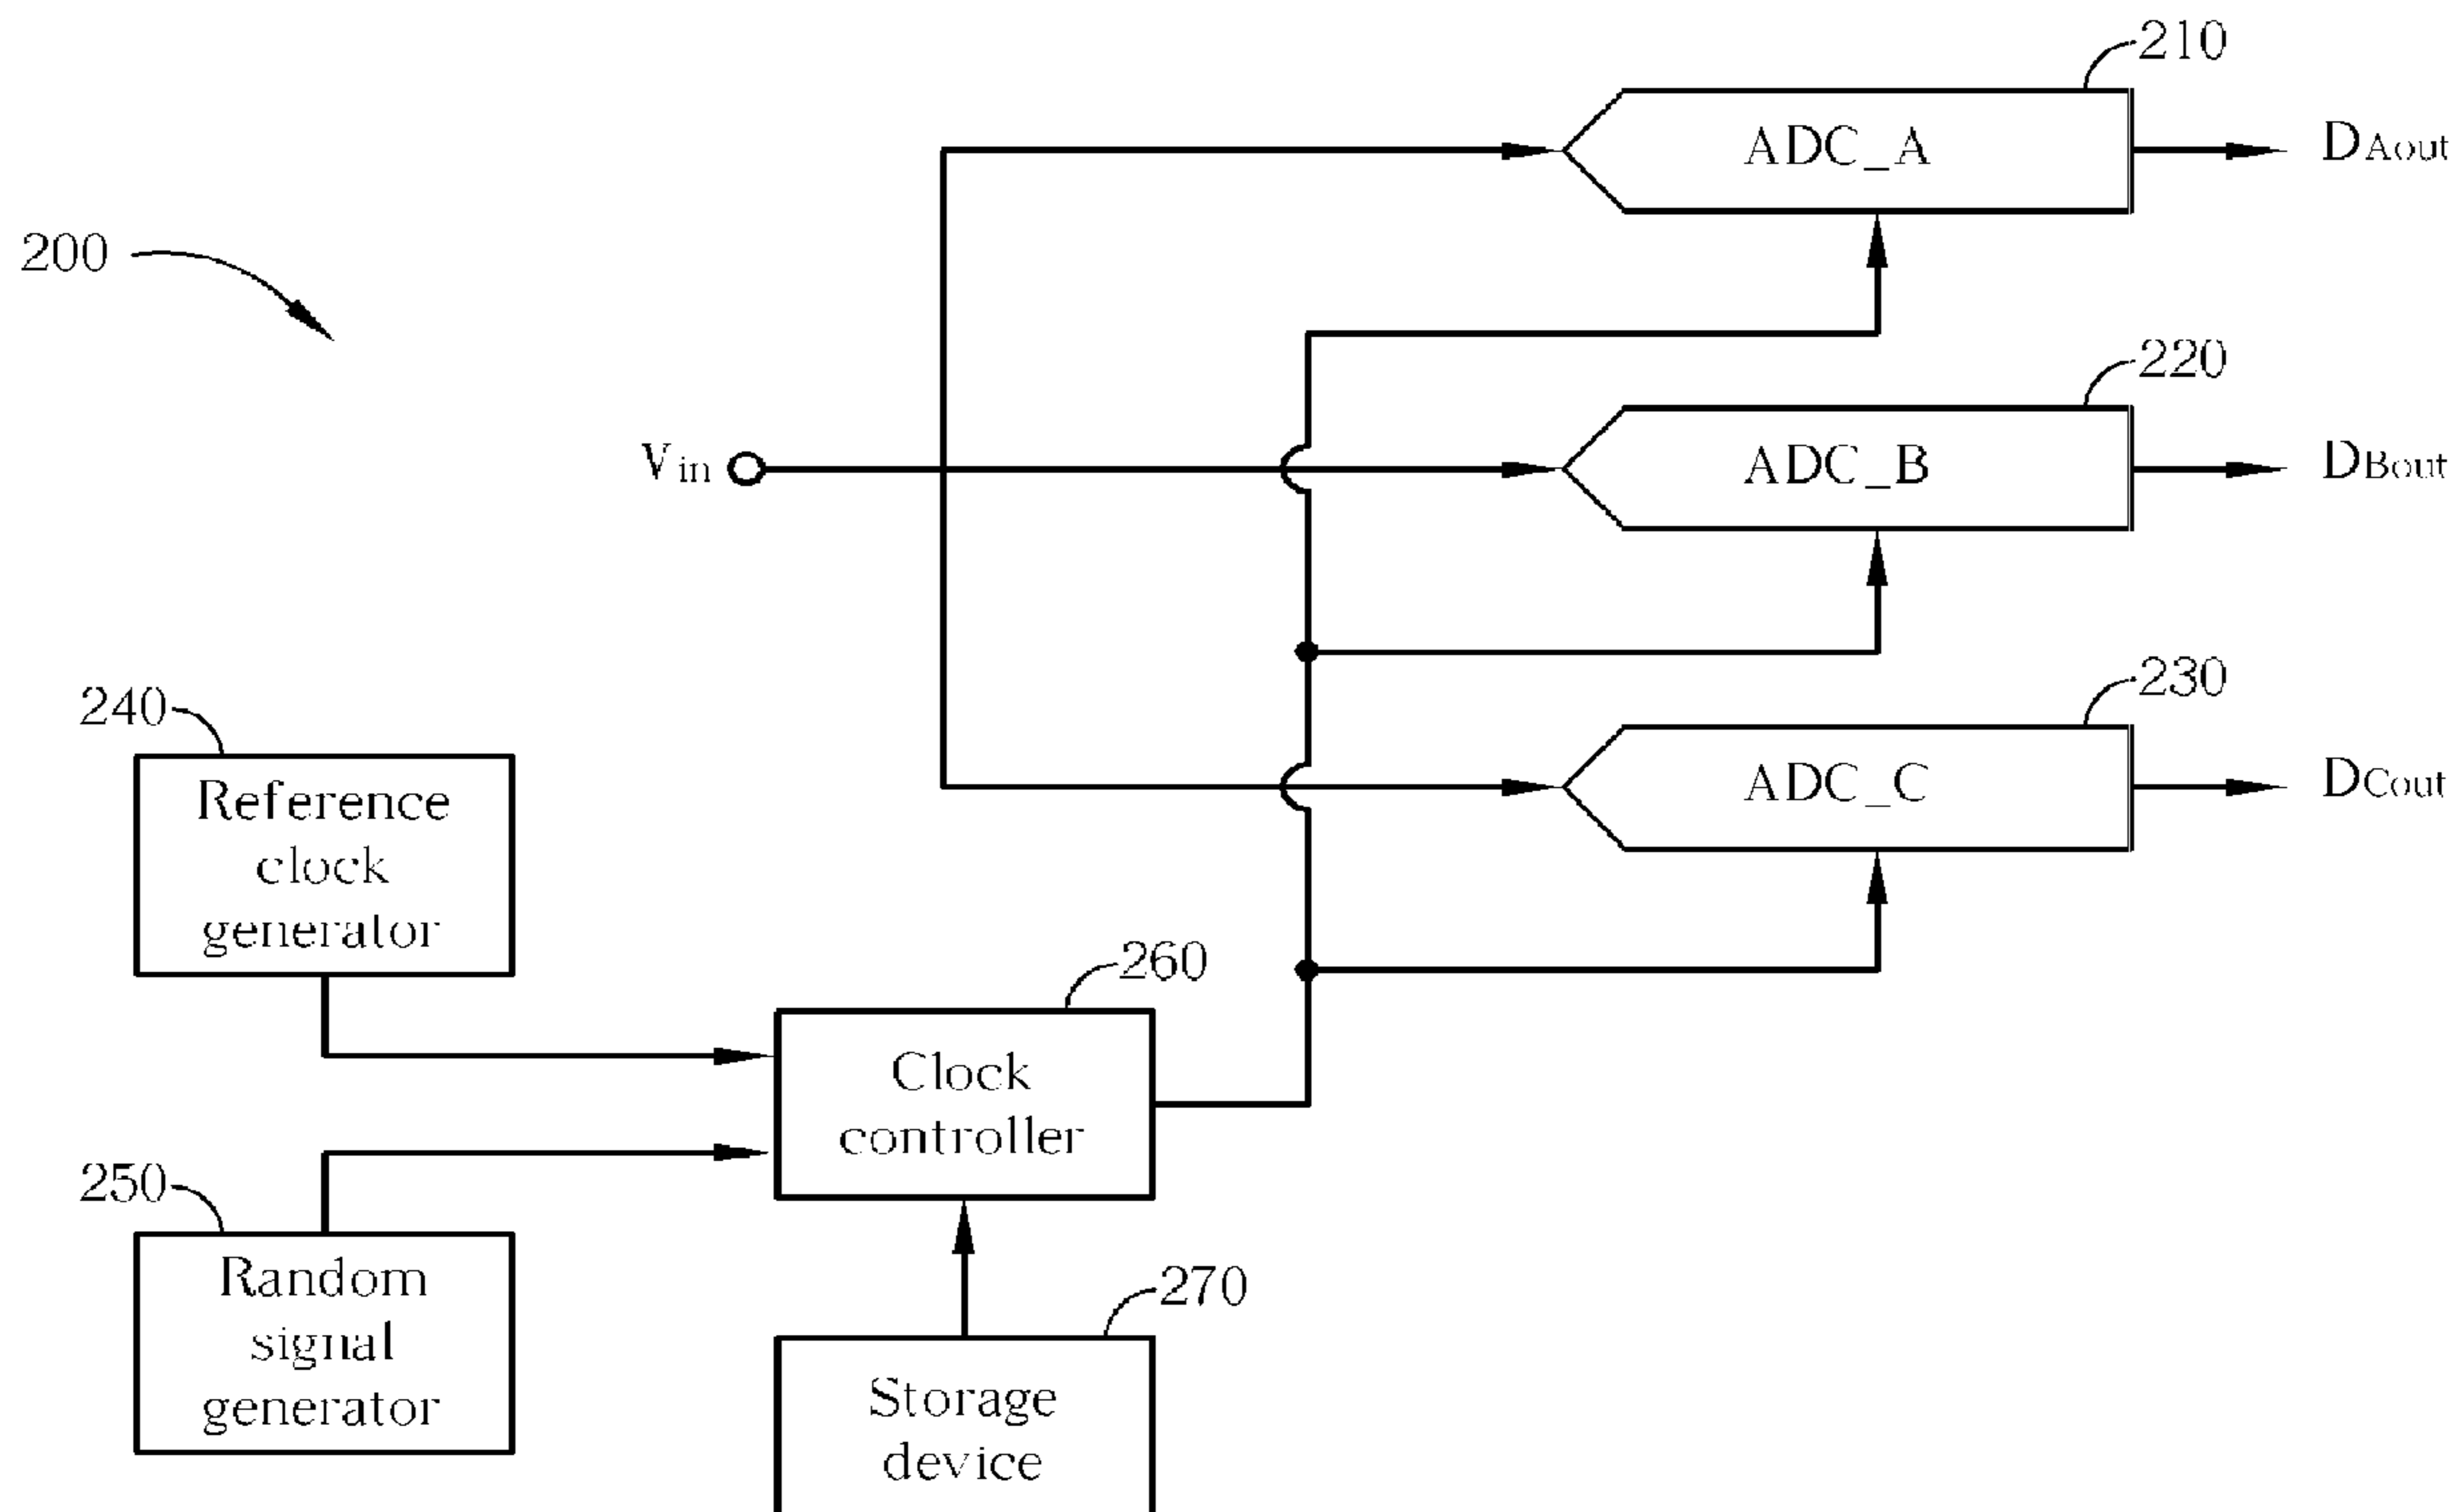 210
ADC_A
DAout
200
220
Vin
ADC_B
DBout
230
240
ADC_C
DCout
Reference
clock
generator
260
Clock
controller
250
Random
signal
generator
270
Storage
device